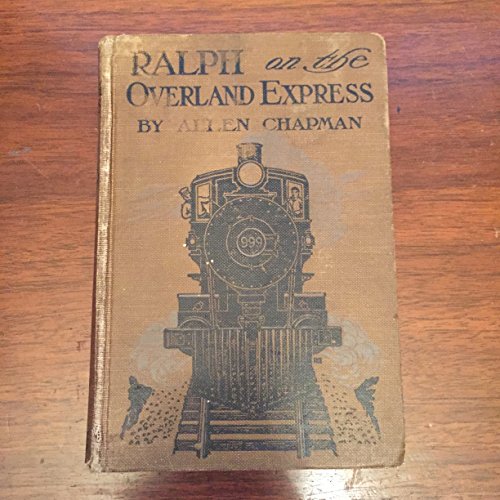 RALPH on the
OVERLAND EXPRESS
BY ALLEN CHAPMAN
999